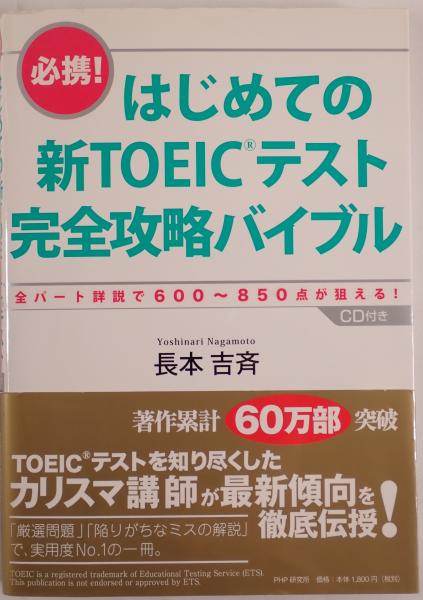 必携!
はじめての
新TOEIC®テスト
完全攻略バイブル
全パート詳説で600〜850点が狙える!
CD付き
Yoshinari Nagamoto
長本 吉斉
著作累計 60万部 突破
TOEIC®テストを知り尽くした
カリスマ講師が最新傾向を
徹底伝授!
「厳選問題」「陥りがちなミスの解説」
で、実用度No.1の一冊。
TOEIC is a registered trademark of Educational Testing Service (ETS).
This publication is not endorsed or approved by ETS.
PHP研究所 価格:本体1,800円(税別)